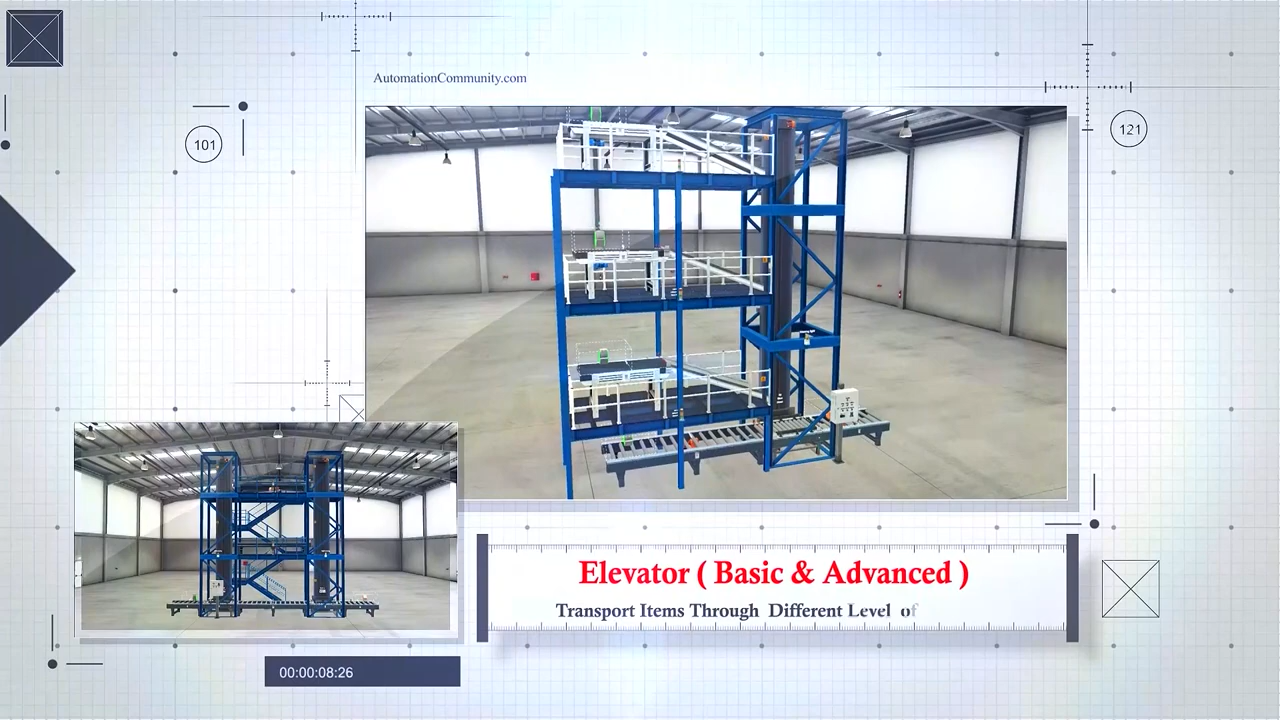 AutomationCommunity.com
121
101
Elevator ( Basic & Advanced )
Transport Items Through Different Level of
00:00:08:26